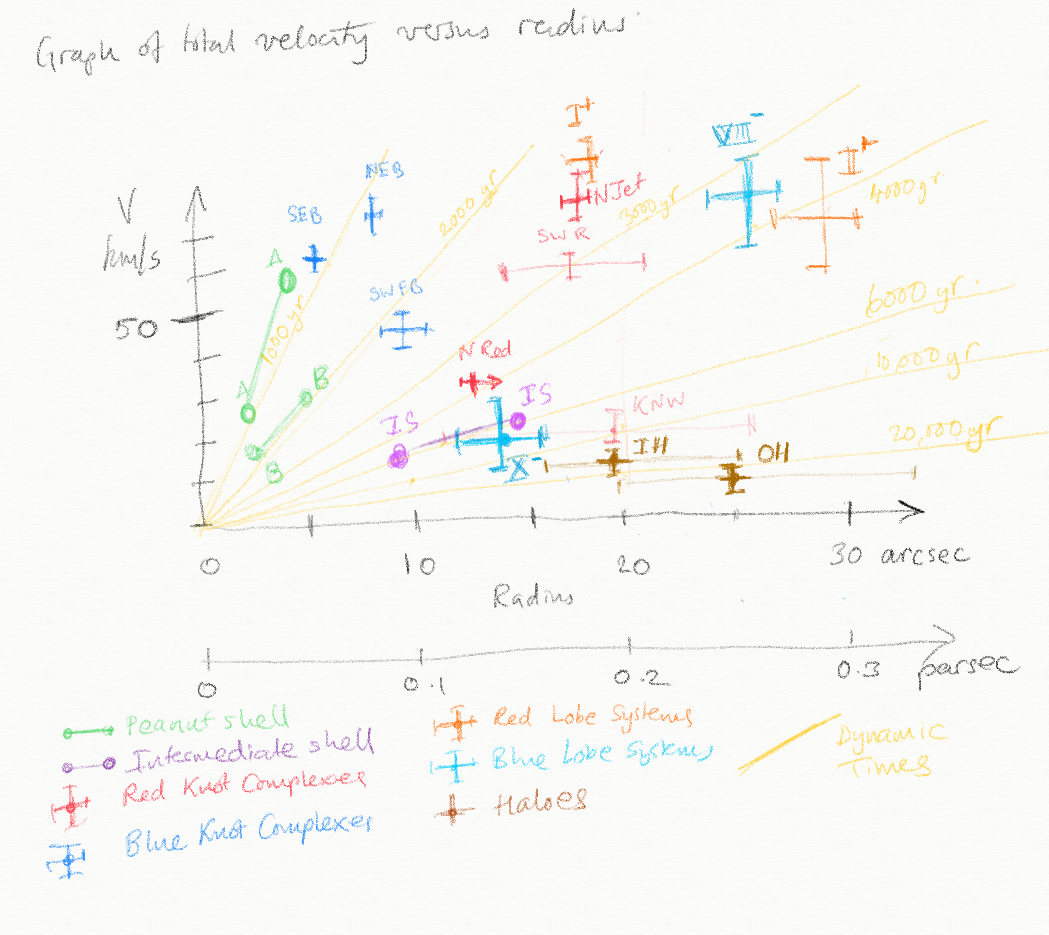 Graph of total velocity versus radius.
I+
VIII-
II+
NEB
NJet
4000 yr
V
SEB
2000 yr
3000 yr
km/s
A
SWR
SWFB
6000 yr.
50
1000 yr
N Red
10,000 yr
A
B
IS
IS
KNW
20,000 yr
B
X-
IH
OH
0
10
20
30 arcsec
Radius
0
0.1
0.2
0.3
parsec
Peanut shell
Intermediate shell
Red Knot Complexes
Blue Knot Complexes
Red Lobe Systems
Blue Lobe Systems
Haloes
Dynamic
Times